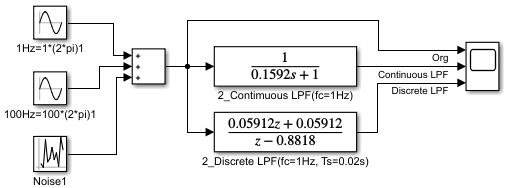 1Hz=1*(2*pi)1
100Hz=100*(2*pi)1
Noise1
+
+
+
1
0.1592s + 1
2_Continuous LPF(fc=1Hz)
0.05912z + 0.05912
z − 0.8818
2_Discrete LPF(fc=1Hz, Ts=0.02s)
Org
Continuous LPF
Discrete LPF